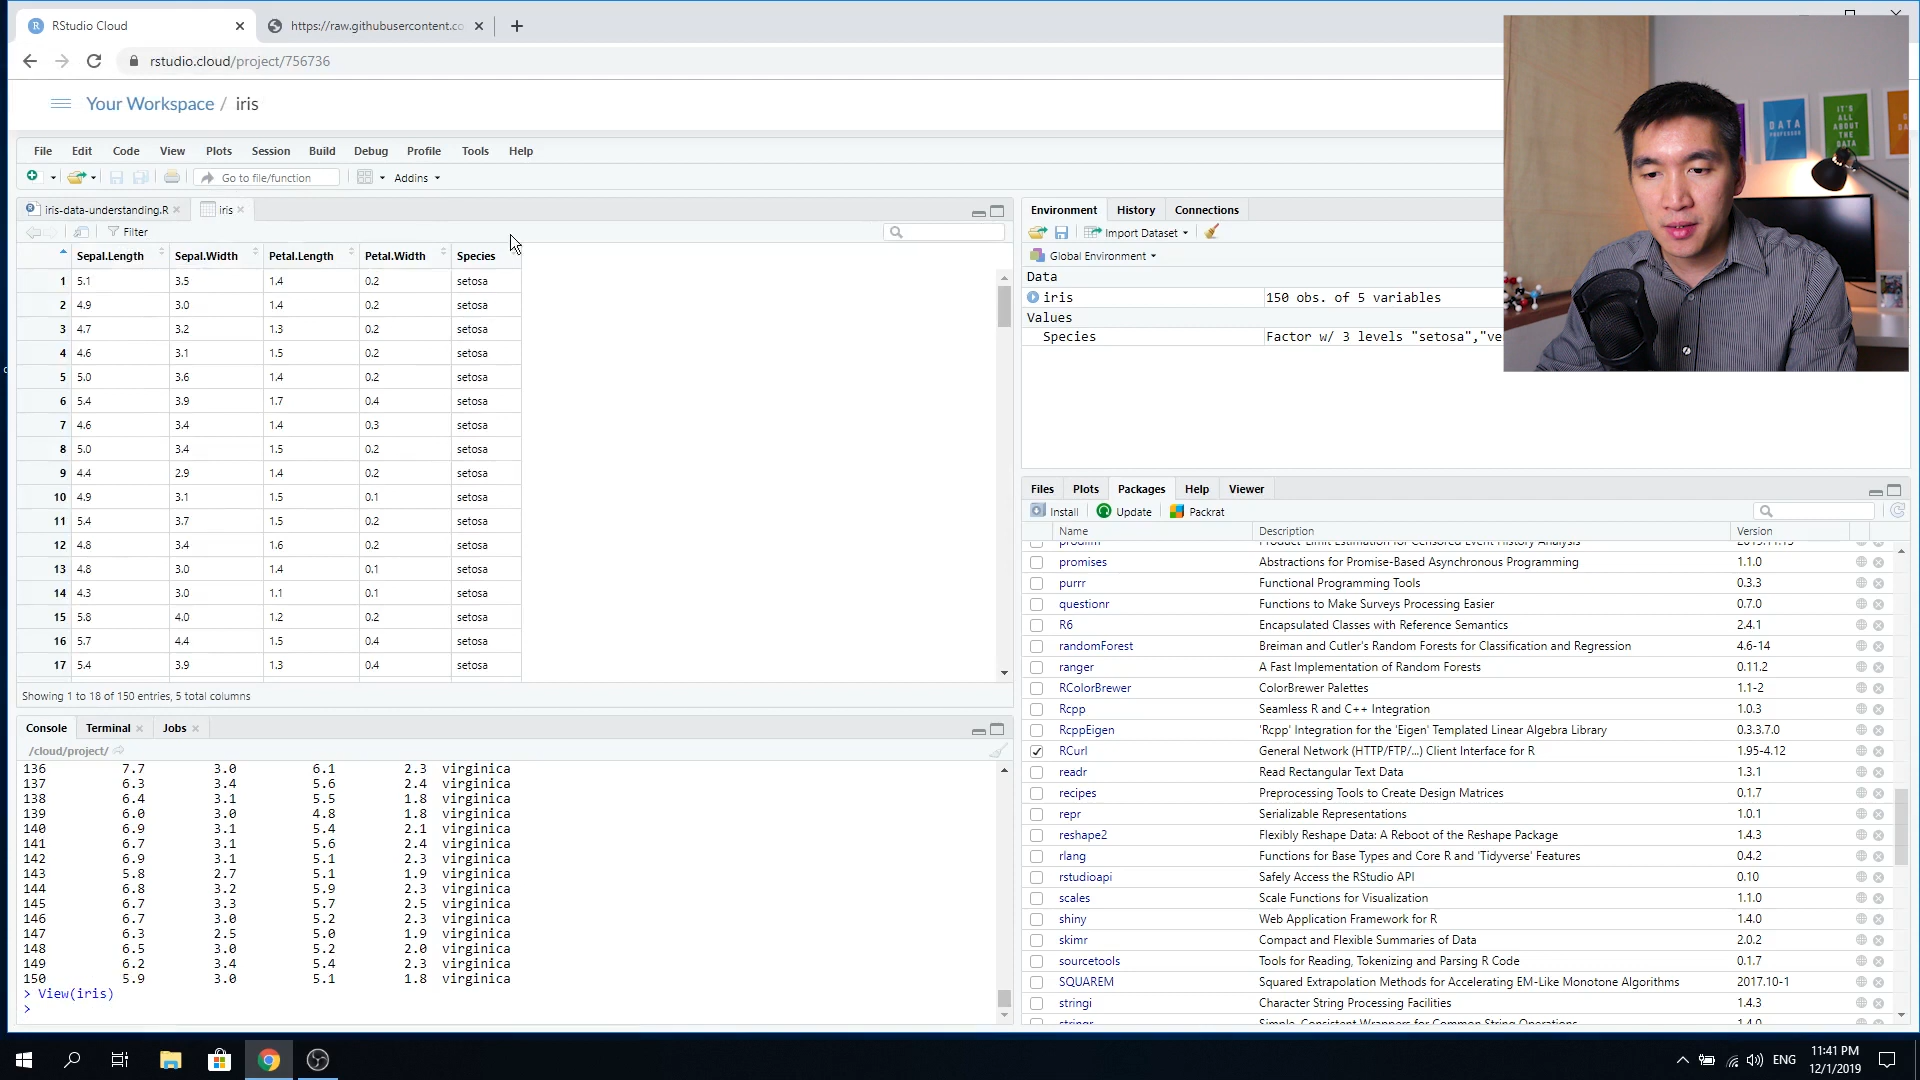 RStudio Cloud
https://raw.githubusercontent.co
rstudio.cloud/project/756736
Your Workspace / iris
File Edit Code View Plots Session Build Debug Profile Tools Help
Go to file/function Addins
iris-data-understanding.R iris
Filter
Sepal.Length Sepal.Width Petal.Length Petal.Width Species
1 5.1 3.5 1.4 0.2 setosa
2 4.9 3.0 1.4 0.2 setosa
3 4.7 3.2 1.3 0.2 setosa
4 4.6 3.1 1.5 0.2 setosa
5 5.0 3.6 1.4 0.2 setosa
6 5.4 3.9 1.7 0.4 setosa
7 4.6 3.4 1.4 0.3 setosa
8 5.0 3.4 1.5 0.2 setosa
9 4.4 2.9 1.4 0.2 setosa
10 4.9 3.1 1.5 0.1 setosa
11 5.4 3.7 1.5 0.2 setosa
12 4.8 3.4 1.6 0.2 setosa
13 4.8 3.0 1.4 0.1 setosa
14 4.3 3.0 1.1 0.1 setosa
15 5.8 4.0 1.2 0.2 setosa
16 5.7 4.4 1.5 0.4 setosa
17 5.4 3.9 1.3 0.4 setosa
Showing 1 to 18 of 150 entries, 5 total columns
Console Terminal Jobs
/cloud/project/
136 7.7 3.0 6.1 2.3 virginica
137 6.3 3.4 5.6 2.4 virginica
138 6.4 3.1 5.5 1.8 virginica
139 6.0 3.0 4.8 1.8 virginica
140 6.9 3.1 5.4 2.1 virginica
141 6.7 3.1 5.6 2.4 virginica
142 6.9 3.1 5.1 2.3 virginica
143 5.8 2.7 5.1 1.9 virginica
144 6.8 3.2 5.9 2.3 virginica
145 6.7 3.3 5.7 2.5 virginica
146 6.7 3.0 5.2 2.3 virginica
147 6.3 2.5 5.0 1.9 virginica
148 6.5 3.0 5.2 2.0 virginica
149 6.2 3.4 5.4 2.3 virginica
150 5.9 3.0 5.1 1.8 virginica
> View(iris)
>
Environment History Connections
Import Dataset
Global Environment
Data
iris 150 obs. of 5 variables
Values
Species Factor w/ 3 levels "setosa","ve
DATA
IT'S
ALL
ABOUT
THE
DATA
Files Plots Packages Help Viewer
Install Update Packrat
Name Description Version
prodlim Product-Limit Estimation for Censored Event History Analysis 2019.11.13
promises Abstractions for Promise-Based Asynchronous Programming 1.1.0
purrr Functional Programming Tools 0.3.3
questionr Functions to Make Surveys Processing Easier 0.7.0
R6 Encapsulated Classes with Reference Semantics 2.4.1
randomForest Breiman and Cutler's Random Forests for Classification and Regression 4.6-14
ranger A Fast Implementation of Random Forests 0.11.2
RColorBrewer ColorBrewer Palettes 1.1-2
Rcpp Seamless R and C++ Integration 1.0.3
RcppEigen 'Rcpp' Integration for the 'Eigen' Templated Linear Algebra Library 0.3.3.7.0
RCurl General Network (HTTP/FTP/...) Client Interface for R 1.95-4.12
readr Read Rectangular Text Data 1.3.1
recipes Preprocessing Tools to Create Design Matrices 0.1.7
repr Serializable Representations 1.0.1
reshape2 Flexibly Reshape Data: A Reboot of the Reshape Package 1.4.3
rlang Functions for Base Types and Core R and 'Tidyverse' Features 0.4.2
rstudioapi Safely Access the RStudio API 0.10
scales Scale Functions for Visualization 1.1.0
shiny Web Application Framework for R 1.4.0
skimr Compact and Flexible Summaries of Data 2.0.2
sourcetools Tools for Reading, Tokenizing and Parsing R Code 0.1.7
SQUAREM Squared Extrapolation Methods for Accelerating EM-Like Monotone Algorithms 2017.10-1
stringi Character String Processing Facilities 1.4.3
stringr Simple, Consistent Wrappers for Common String Operations 1.4.0
ENG
11:41 PM
12/1/2019